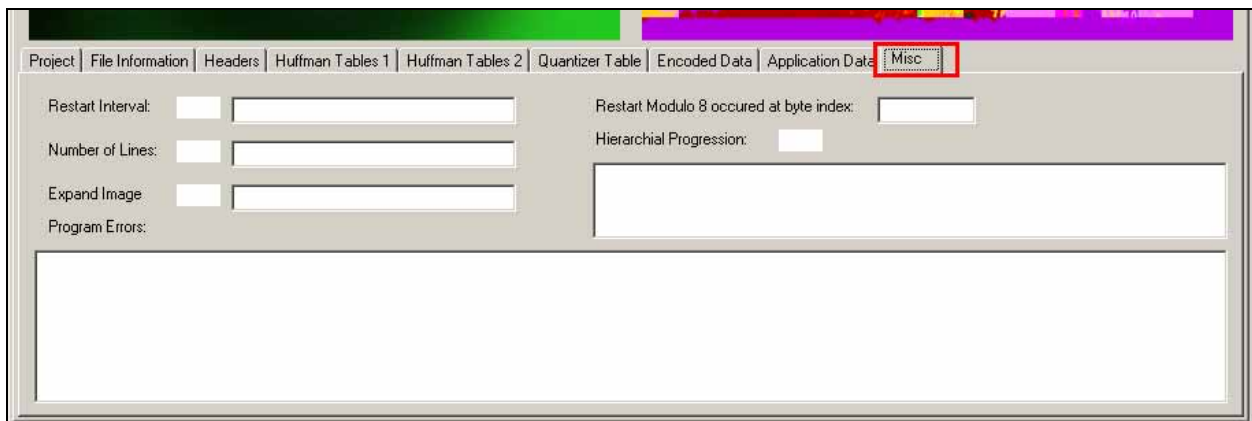 Project File Information Headers Huffman Tables 1 Huffman Tables 2 Quantizer Table Encoded Data Application Data Misc
Restart Interval:
Number of Lines:
Expand Image
Program Errors:
Restart Modulo 8 occured at byte index:
Hierarchial Progression: